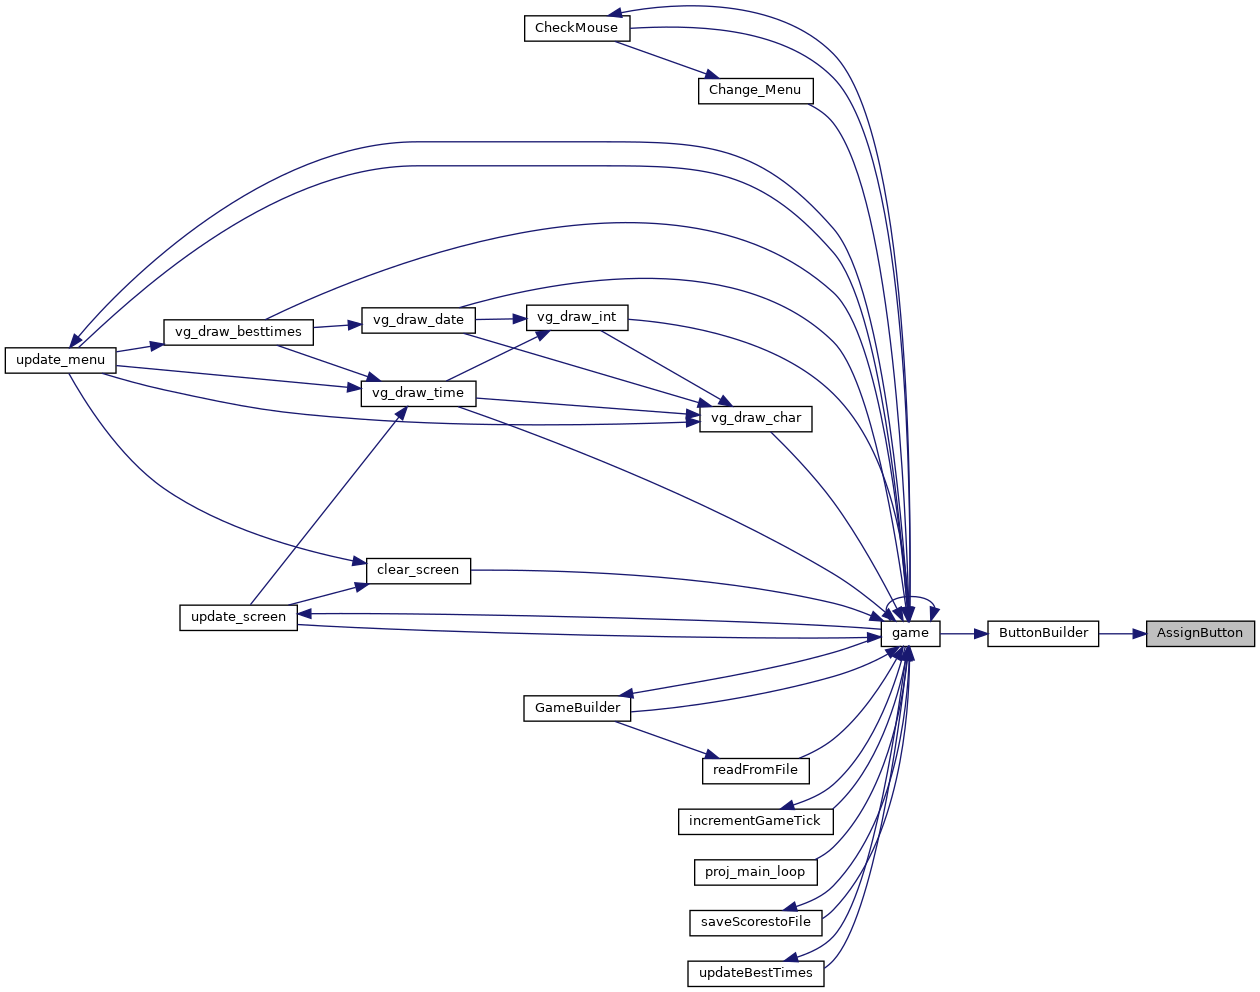 CheckMouse
Change_Menu
vg_draw_int
vg_draw_date
vg_draw_besttimes
update_menu
vg_draw_time
vg_draw_char
clear_screen
update_screen
game
ButtonBuilder
AssignButton
GameBuilder
readFromFile
incrementGameTick
proj_main_loop
saveScorestoFile
updateBestTimes